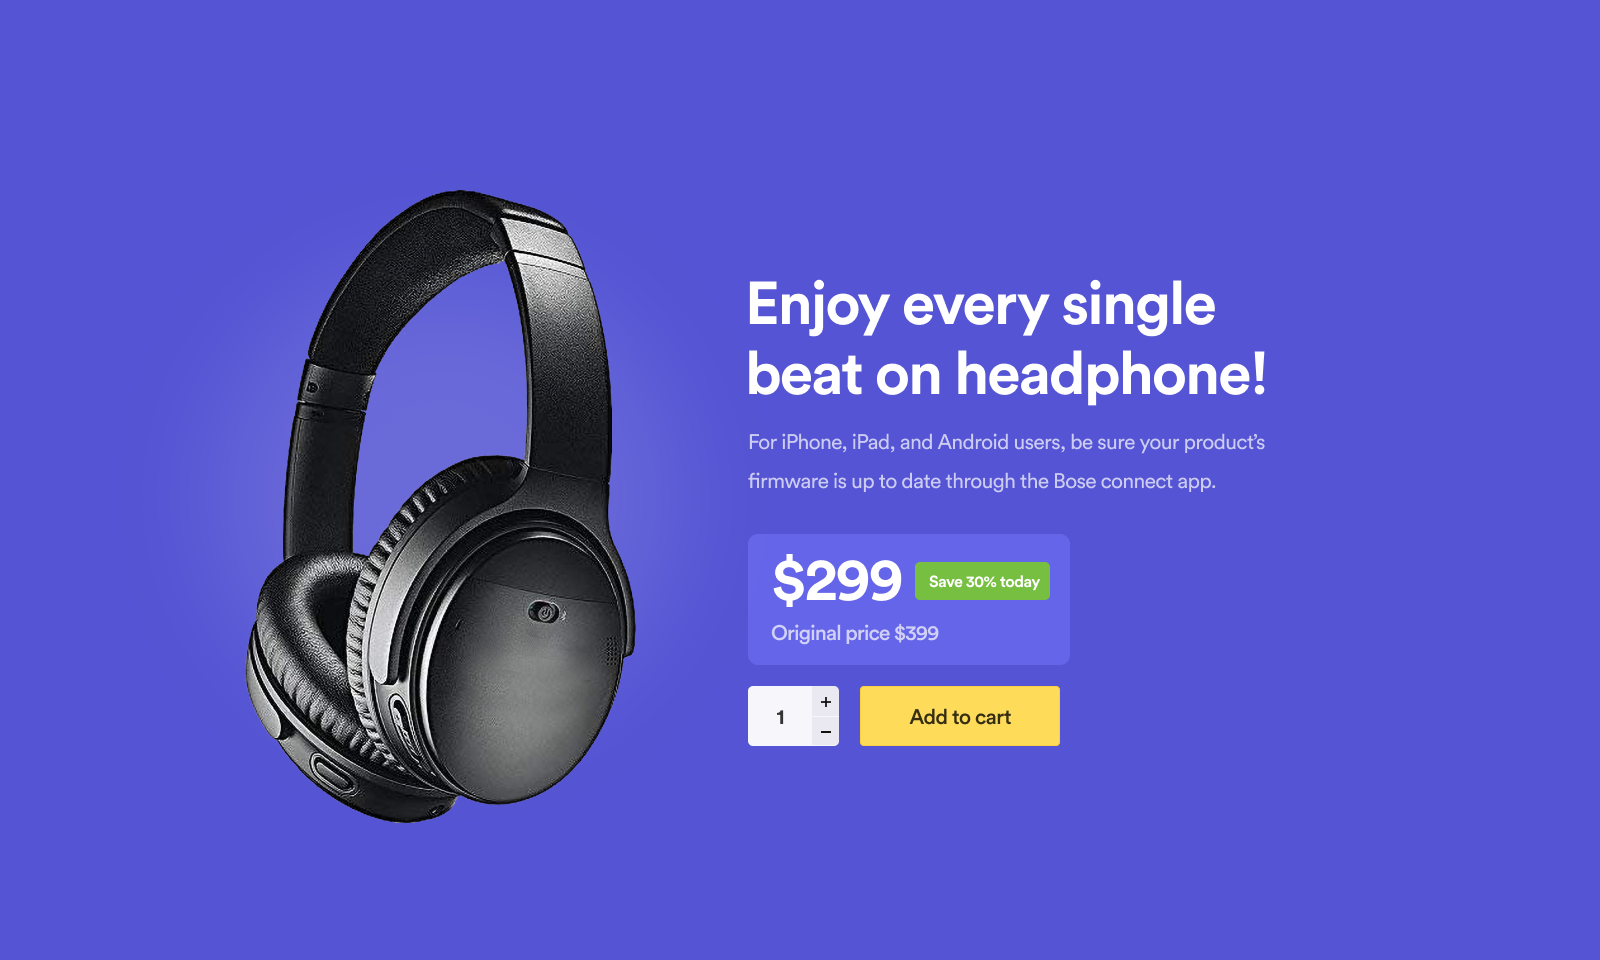 Enjoy every single
beat on headphone!
For iPhone, iPad, and Android users, be sure your product’s
firmware is up to date through the Bose connect app.
$299 Save 30% today
Original price $399
1 + −
Add to cart